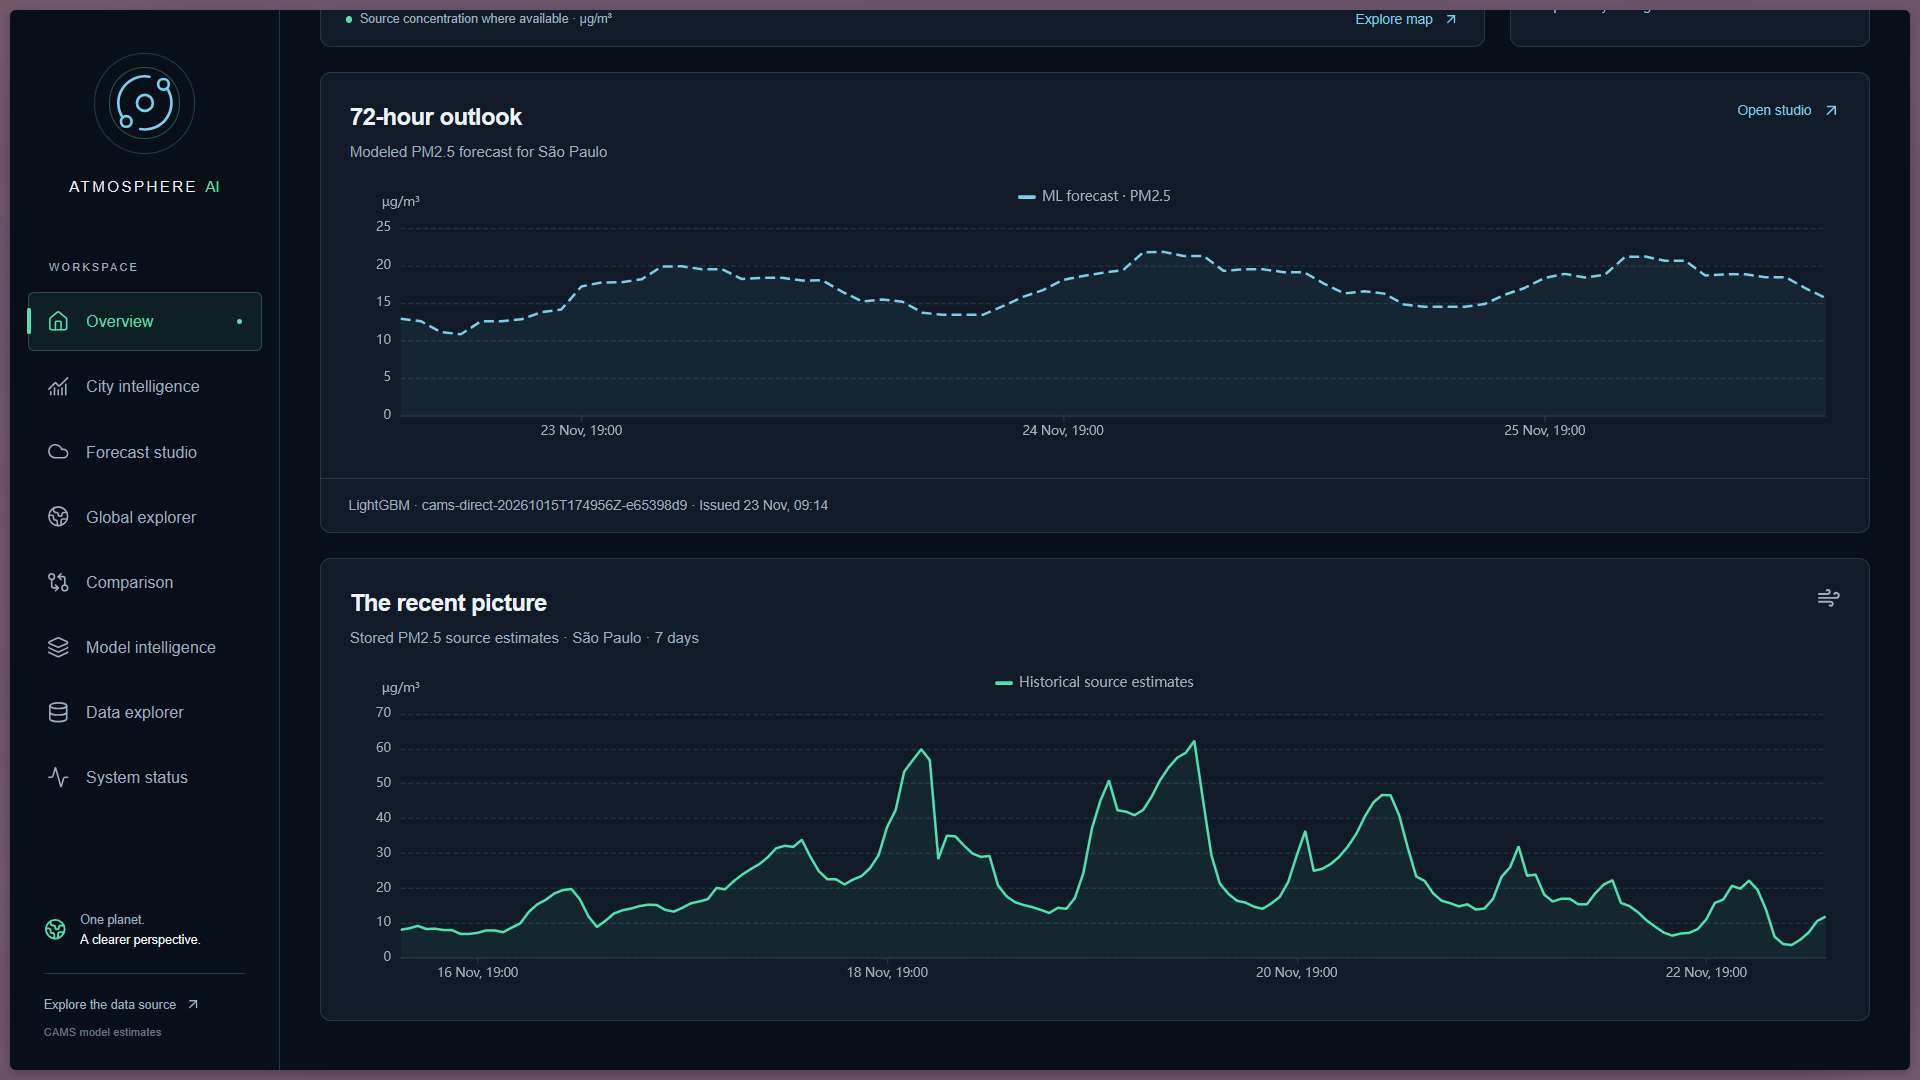 Source concentration where available · µg/m³
Explore map
ATMOSPHERE AI
WORKSPACE
Overview
City intelligence
Forecast studio
Global explorer
Comparison
Model intelligence
Data explorer
System status
One planet.
A clearer perspective.
Explore the data source
CAMS model estimates
72-hour outlook
Open studio
Modeled PM2.5 forecast for São Paulo
µg/m³
ML forecast · PM2.5
25
20
15
10
5
0
23 Nov, 19:00
24 Nov, 19:00
25 Nov, 19:00
LightGBM · cams-direct-20261015T174956Z-e65398d9 · Issued 23 Nov, 09:14
The recent picture
Stored PM2.5 source estimates · São Paulo · 7 days
µg/m³
Historical source estimates
70
60
50
40
30
20
10
0
16 Nov, 19:00
18 Nov, 19:00
20 Nov, 19:00
22 Nov, 19:00